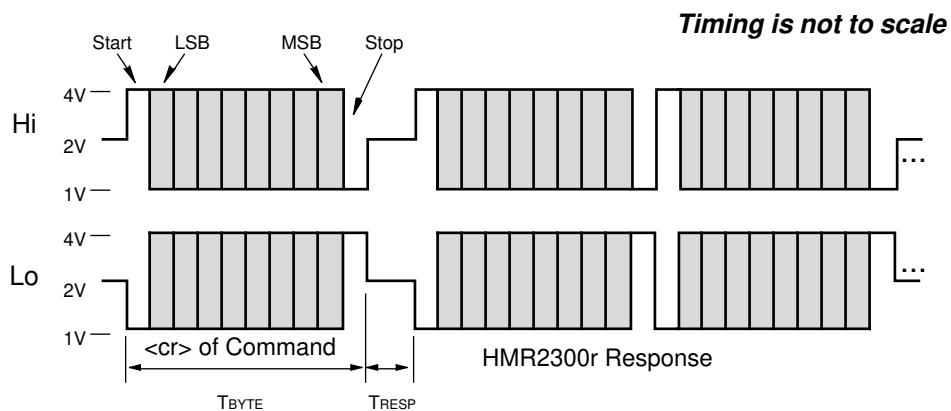 Timing is not to scale
Start LSB MSB Stop
4V
Hi
2V
1V
...
4V
Lo
2V
1V
...
<cr> of Command
HMR2300r Response
TBYTE TRESP